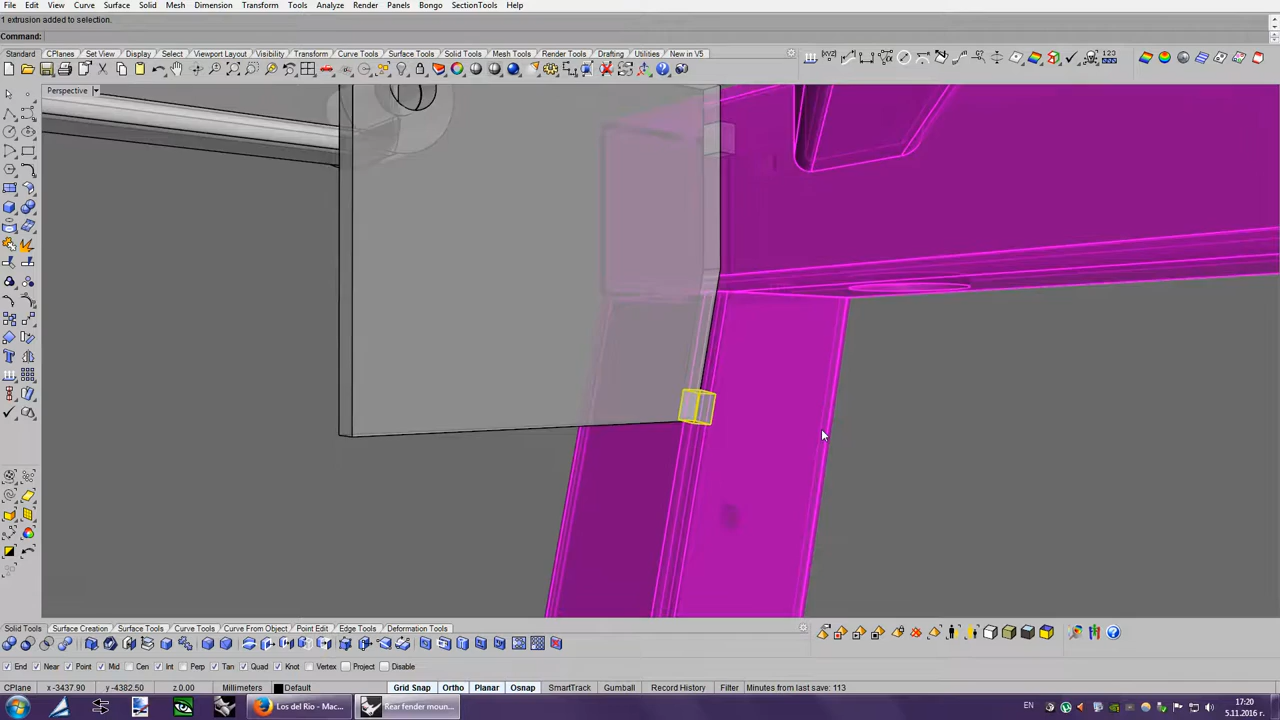 File Edit View Curve Surface Solid Mesh Dimension Transform Tools Analyze Render Panels Bongo SectionTools Help
1 extrusion added to selection.
Command:
Standard CPlanes Set View Display Select Viewport Layout Visibility Transform Curve Tools Surface Tools Solid Tools Mesh Tools Render Tools Drafting Utilities New in V5
Perspective
Solid Tools Surface Creation Surface Tools Curve Tools Curve From Object Point Edit Edge Tools Deformation Tools
End Near Point Mid Cen Int Perp Tan Quad Knot Vertex Project Disable
CPlane x -3437.90 y -4382.50 z 0.00 Millimeters Default Grid Snap Ortho Planar Osnap SmartTrack Gumball Record History Filter Minutes from last save: 113
Los del Rio - Mac... Rear fender moun... EN 17:20
5.11.2016 г.